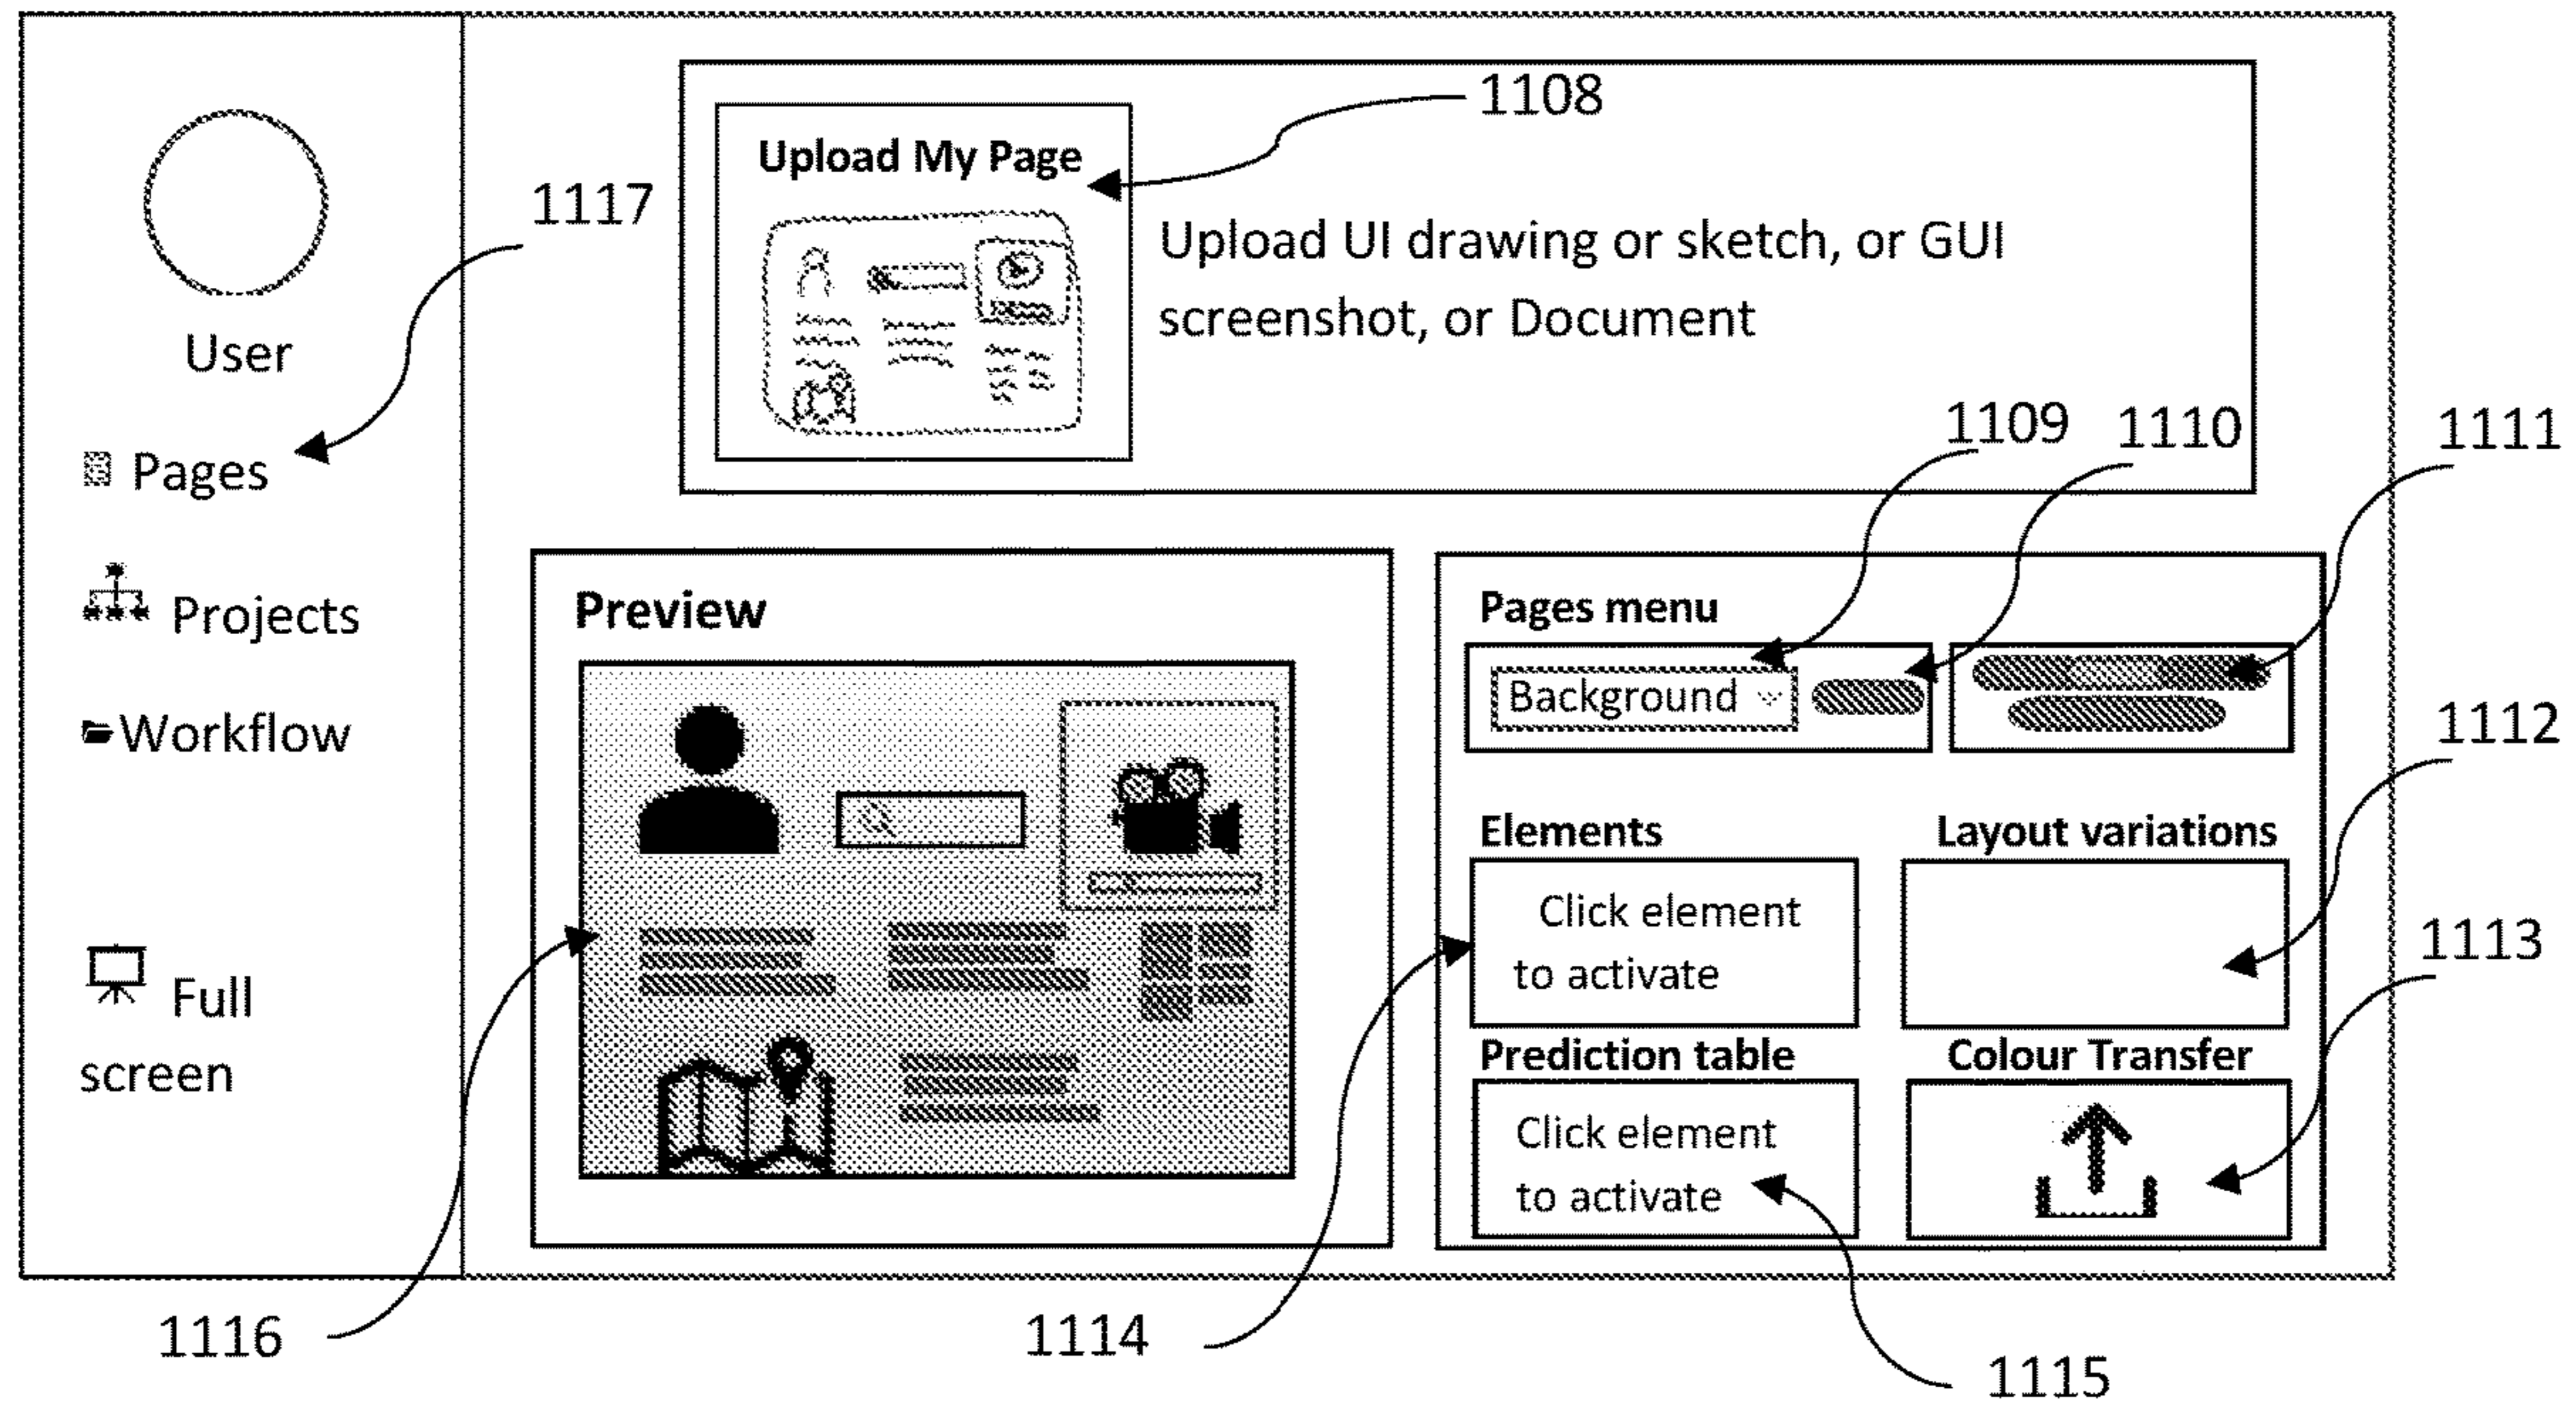 1108
Upload My Page
1117
Upload UI drawing or sketch, or GUI
screenshot, or Document
User
Pages
Projects
Workflow
Full
screen
1109
1110
1111
Preview
Pages menu
Background
1112
Elements
Layout variations
Click element
to activate
1113
Prediction table
Colour Transfer
Click element
to activate
1116
1114
1115